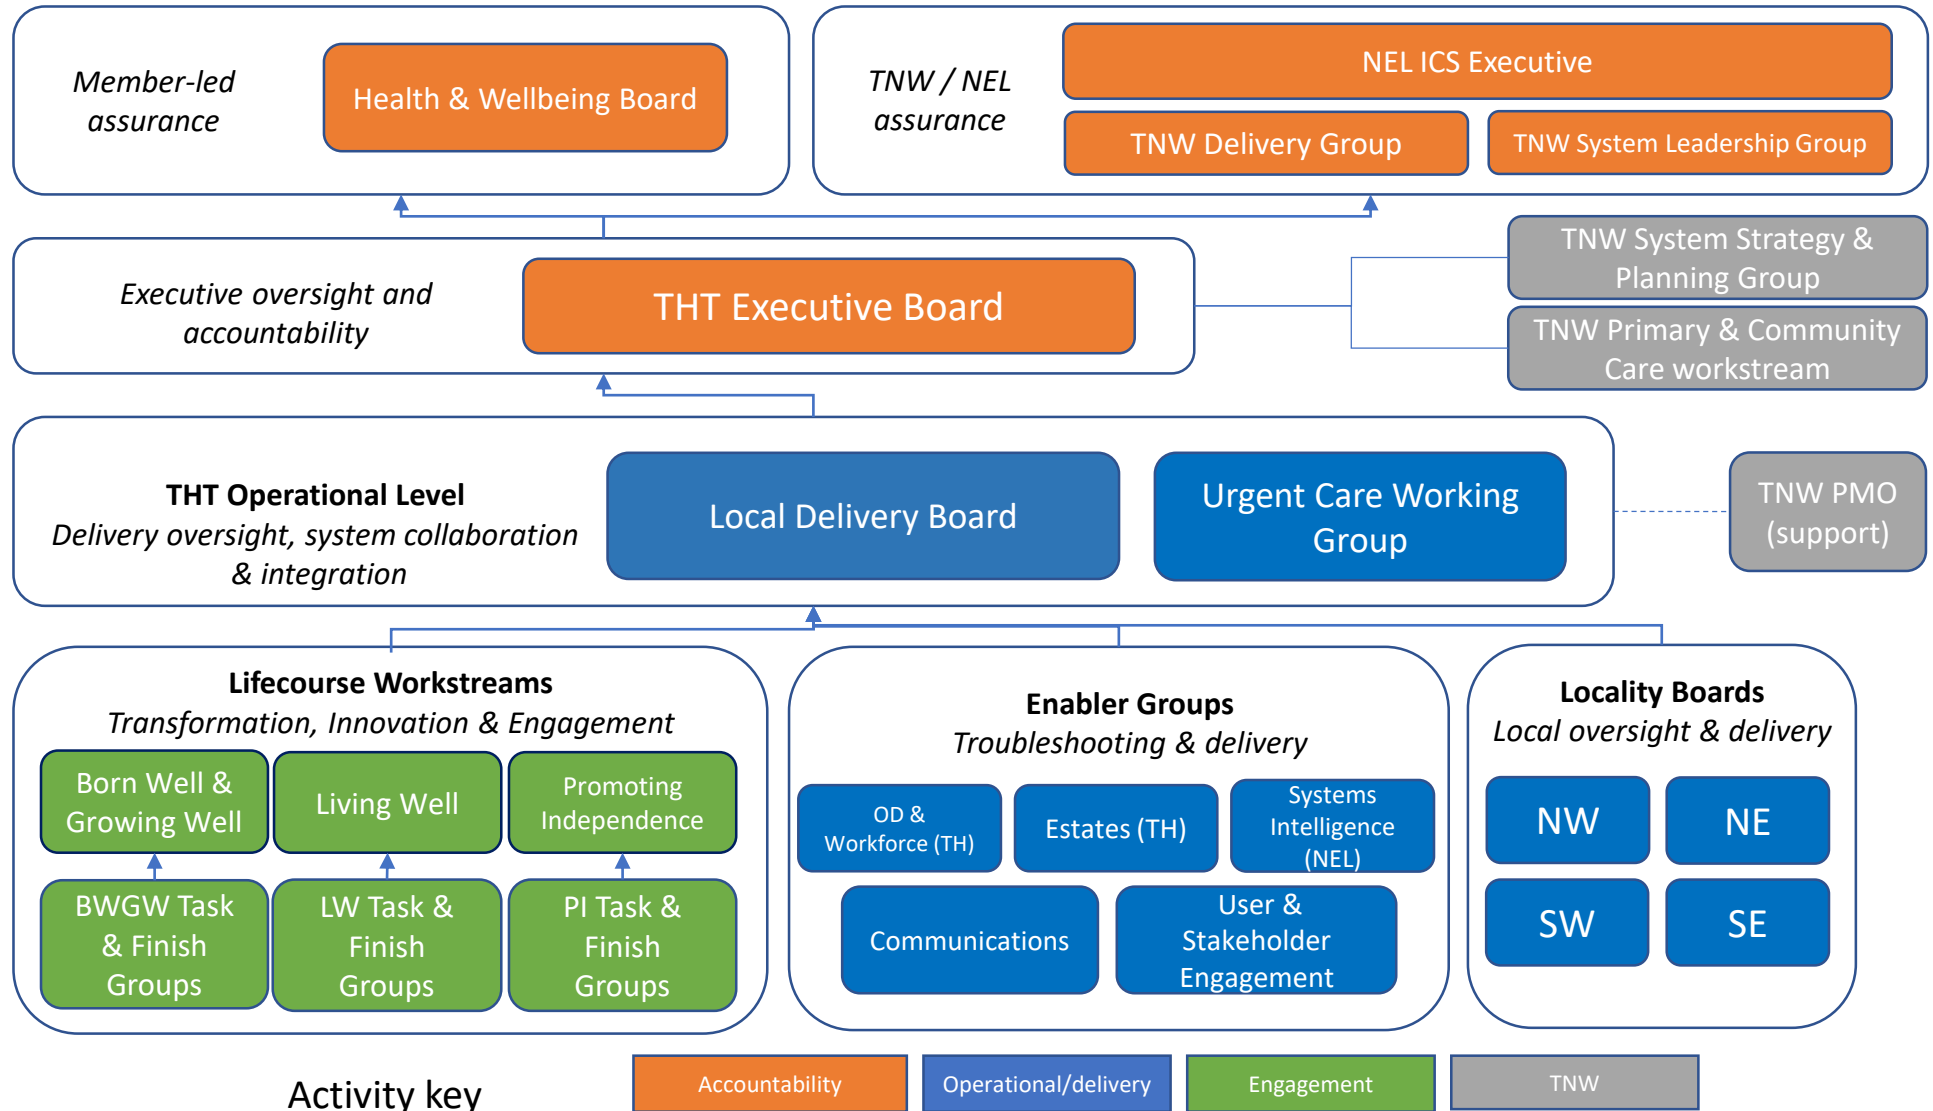 Member-led
assurance
Health & Wellbeing Board
TNW / NEL
assurance
NEL ICS Executive
TNW Delivery Group
TNW System Leadership Group
Executive oversight and
accountability
THT Executive Board
TNW System Strategy &
Planning Group
TNW Primary & Community
Care workstream
THT Operational Level
Delivery oversight, system collaboration
& integration
Local Delivery Board
Urgent Care Working
Group
TNW PMO
(support)
Lifecourse Workstreams
Transformation, Innovation & Engagement
Born Well &
Growing Well
Living Well
Promoting
Independence
BWGW Task
& Finish
Groups
LW Task &
Finish
Groups
PI Task &
Finish
Groups
Enabler Groups
Troubleshooting & delivery
OD &
Workforce (TH)
Estates (TH)
Systems
Intelligence
(NEL)
Communications
User &
Stakeholder
Engagement
Locality Boards
Local oversight & delivery
NW
NE
SW
SE
Activity key
Accountability
Operational/delivery
Engagement
TNW